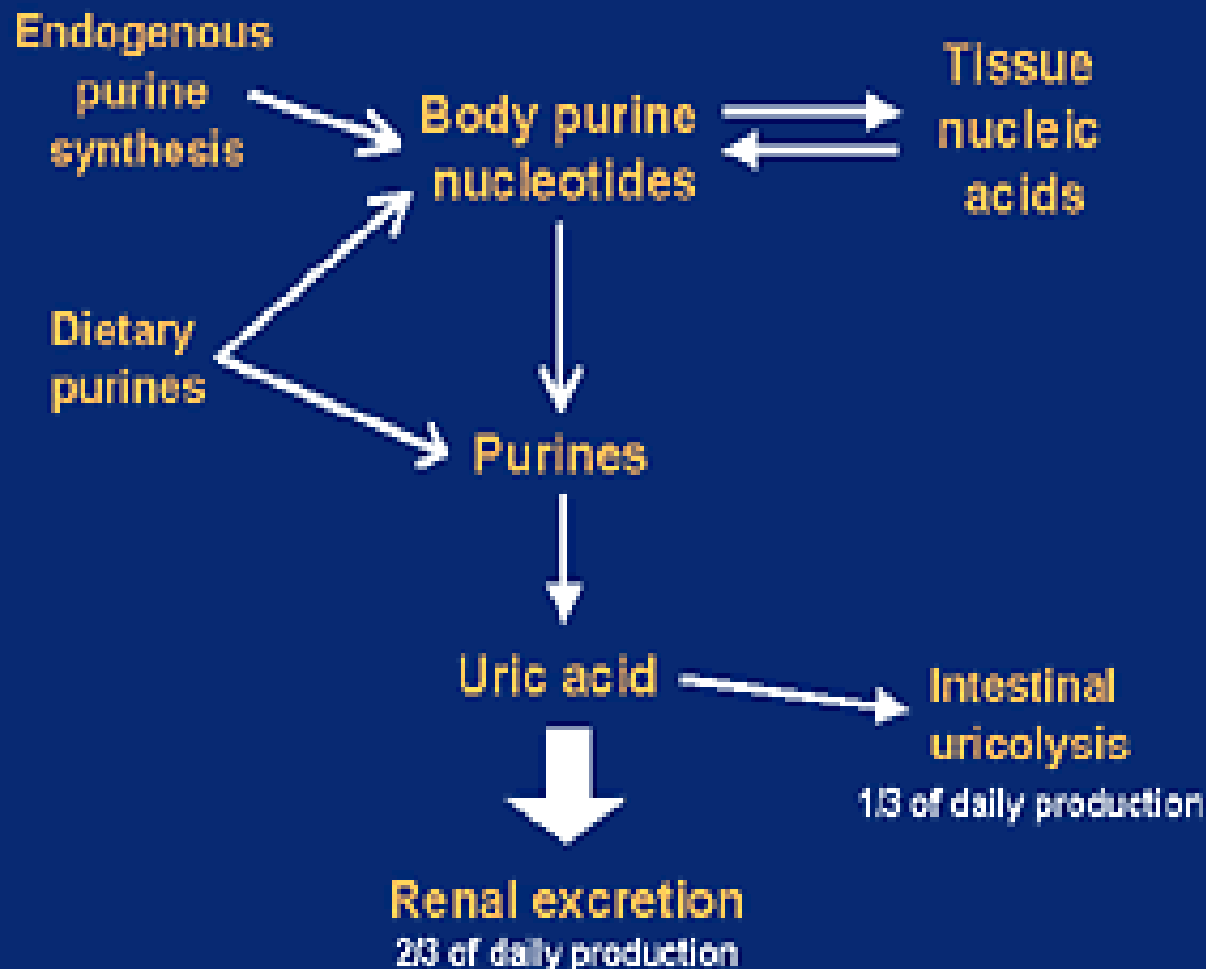 Endogenous
purine
synthesis
Body purine
nucleotides
Tissue
nucleic
acids
Dietary
purines
Purines
Uric acid
Intestinal
uricolysis
1/3 of daily production
Renal excretion
2/3 of daily production